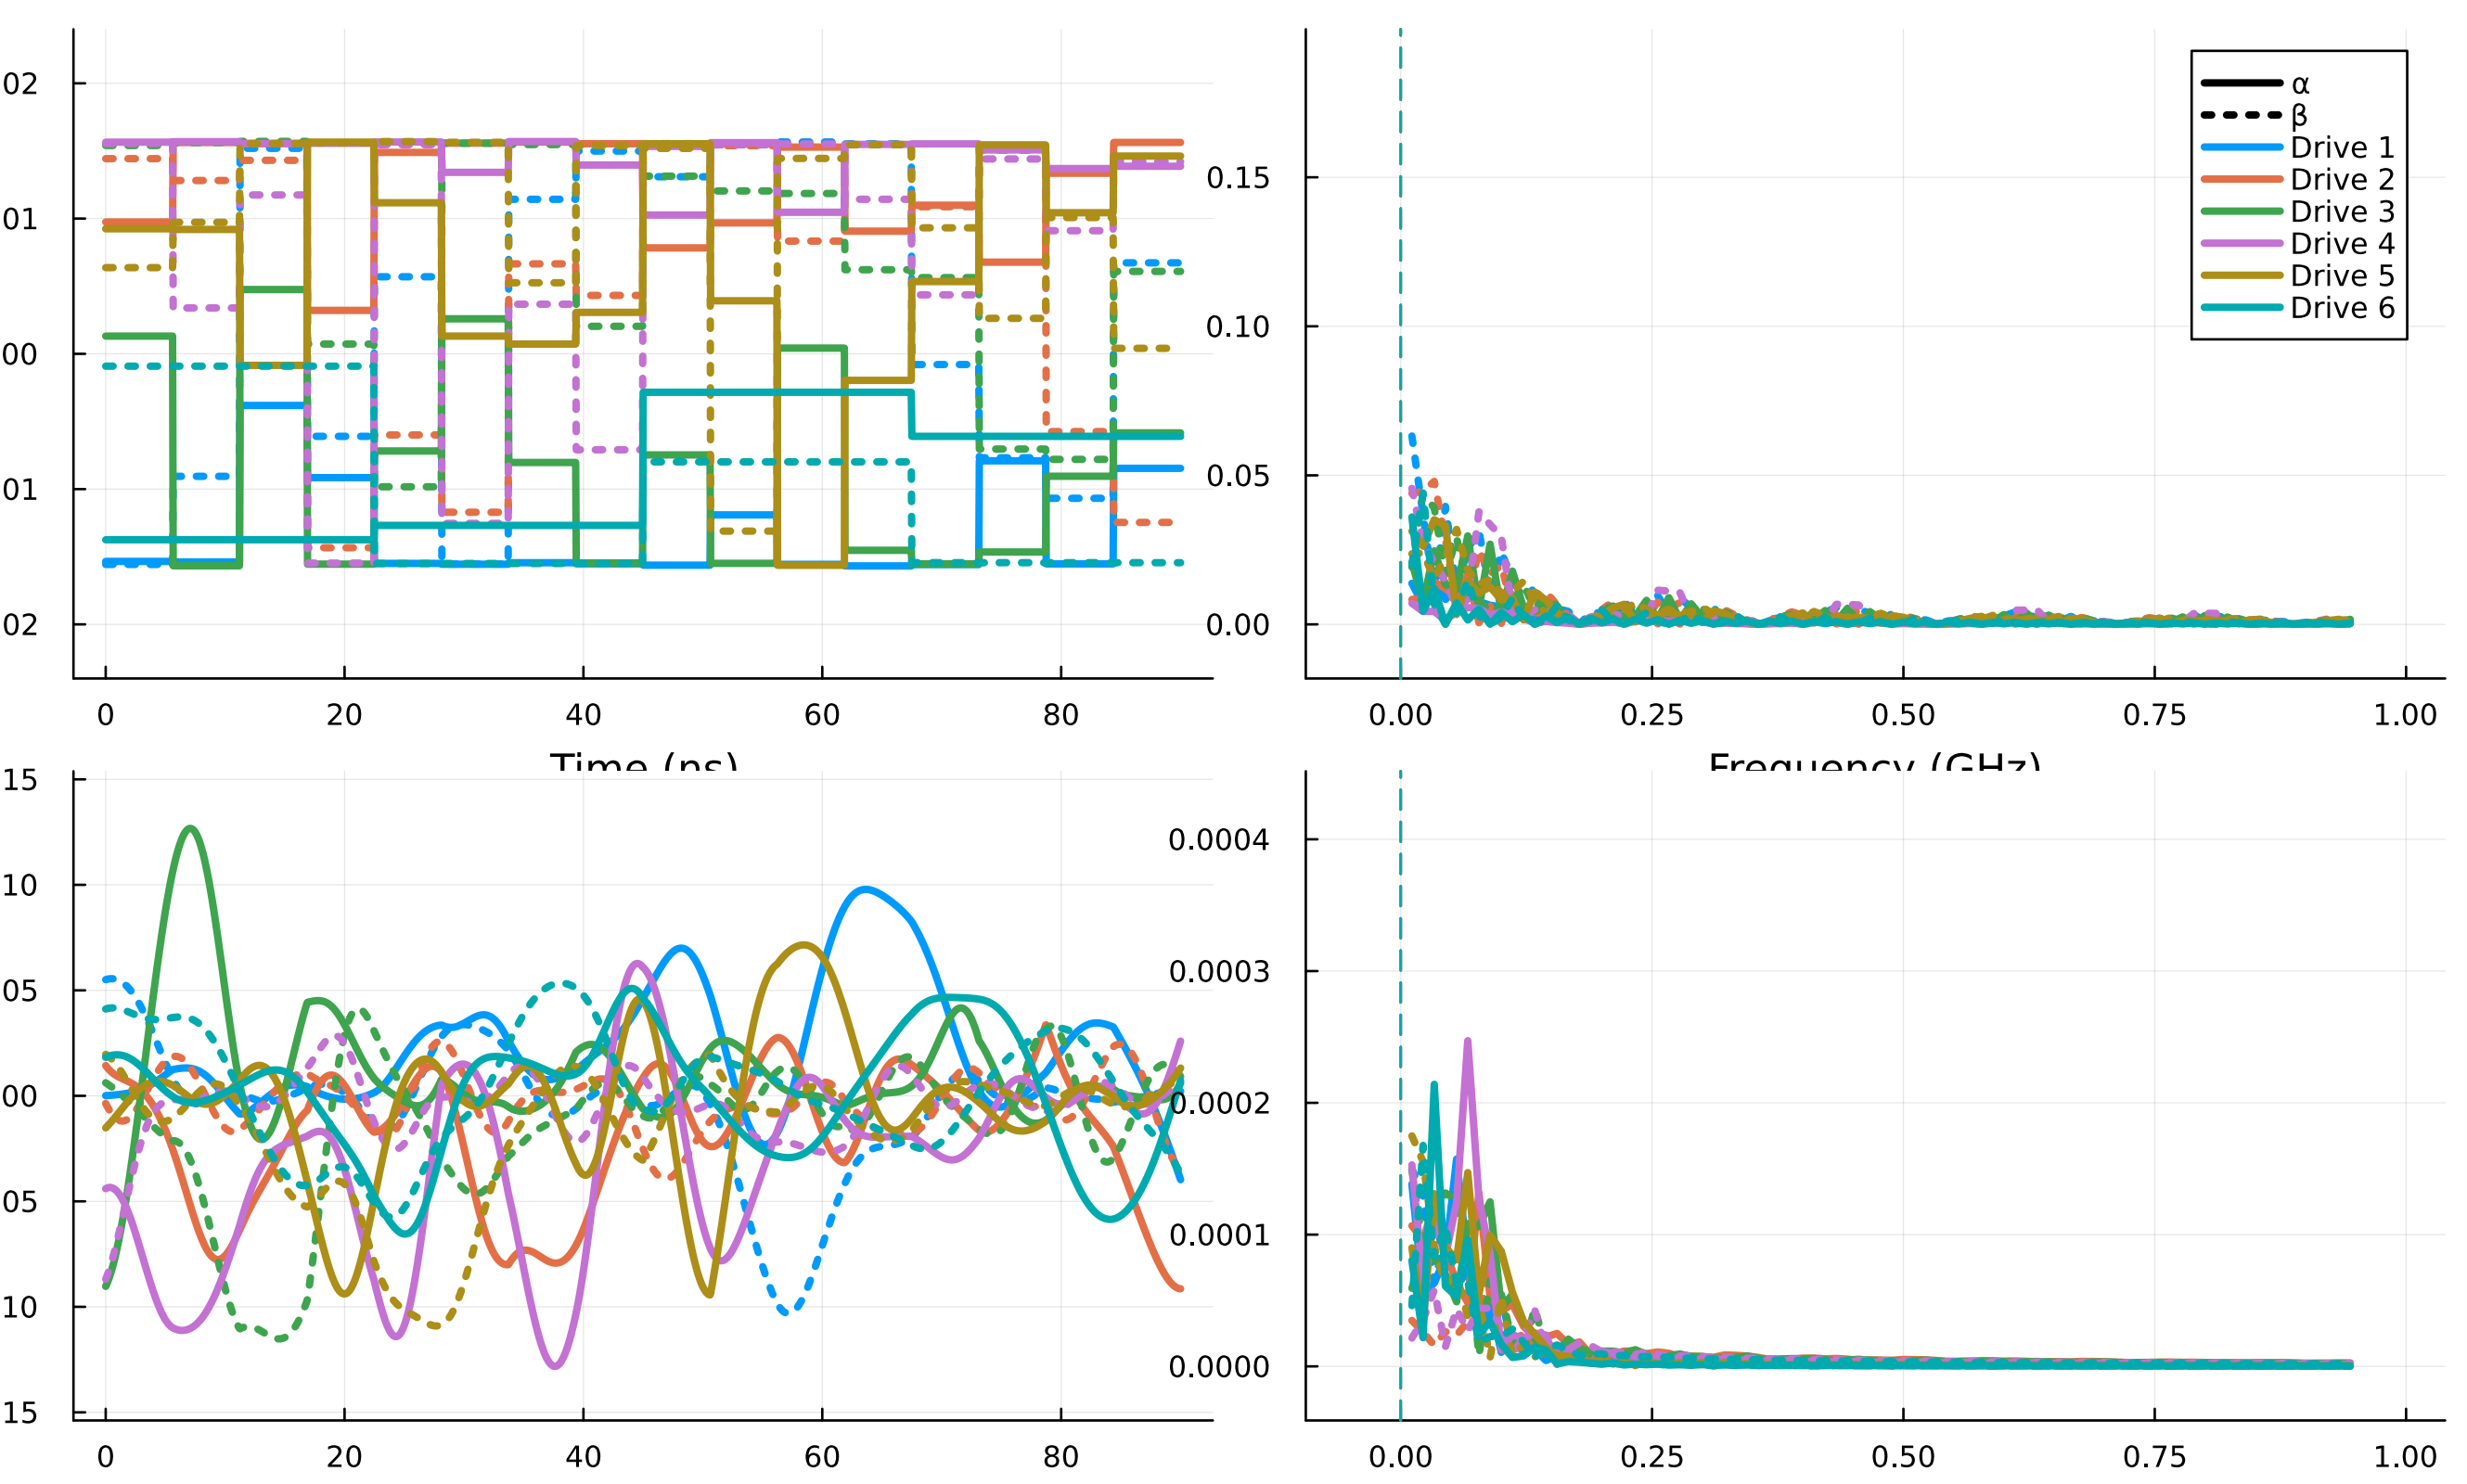 02
01
00
01
02
0 20 40 60 80
Time (ns)
0.15
0.10
0.05
0.00
0.00 0.25 0.50 0.75 1.00
Frequency (GHz)
α
β
Drive 1
Drive 2
Drive 3
Drive 4
Drive 5
Drive 6
15
10
05
00
05
10
15
0 20 40 60 80
0.0004
0.0003
0.0002
0.0001
0.0000
0.00 0.25 0.50 0.75 1.00